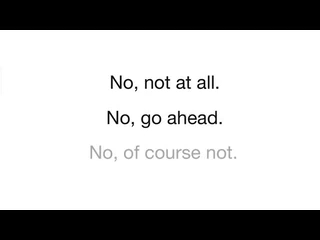 No, not at all.
No, go ahead.
No, of course not.